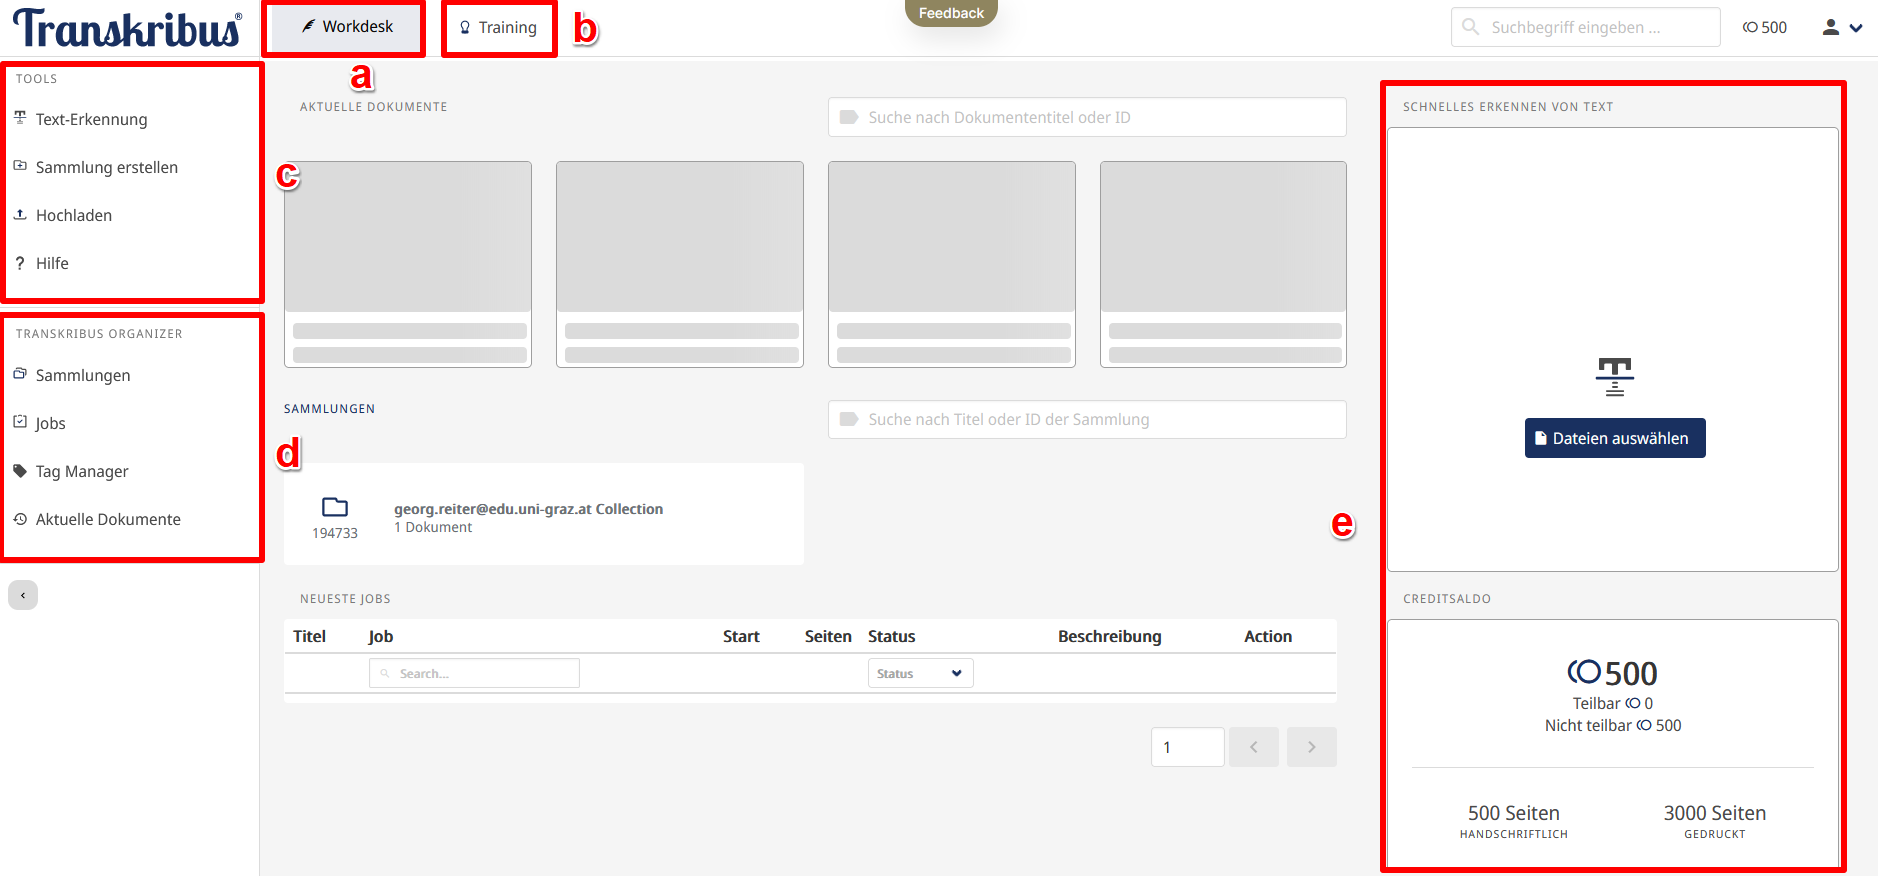 Transkribus®
Workdesk
Training
b
Feedback
Suchbegriff eingeben ...
500
a
TOOLS
Text-Erkennung
Sammlung erstellen
Hochladen
Hilfe
c
TRANSKRIBUS ORGANIZER
Sammlungen
Jobs
Tag Manager
Aktuelle Dokumente
d
AKTUELLE DOKUMENTE
Suche nach Dokumententitel oder ID
SAMMLUNGEN
Suche nach Titel oder ID der Sammlung
georg.reiter@edu.uni-graz.at Collection
194733
1 Dokument
NEUESTE JOBS
Titel Job Start Seiten Status Beschreibung Action
Search... Status
1
e
SCHNELLES ERKENNEN VON TEXT
Dateien auswählen
CREDITSALDO
500
Teilbar 0
Nicht teilbar 500
500 Seiten
HANDSCHRIFTLICH
3000 Seiten
GEDRUCKT